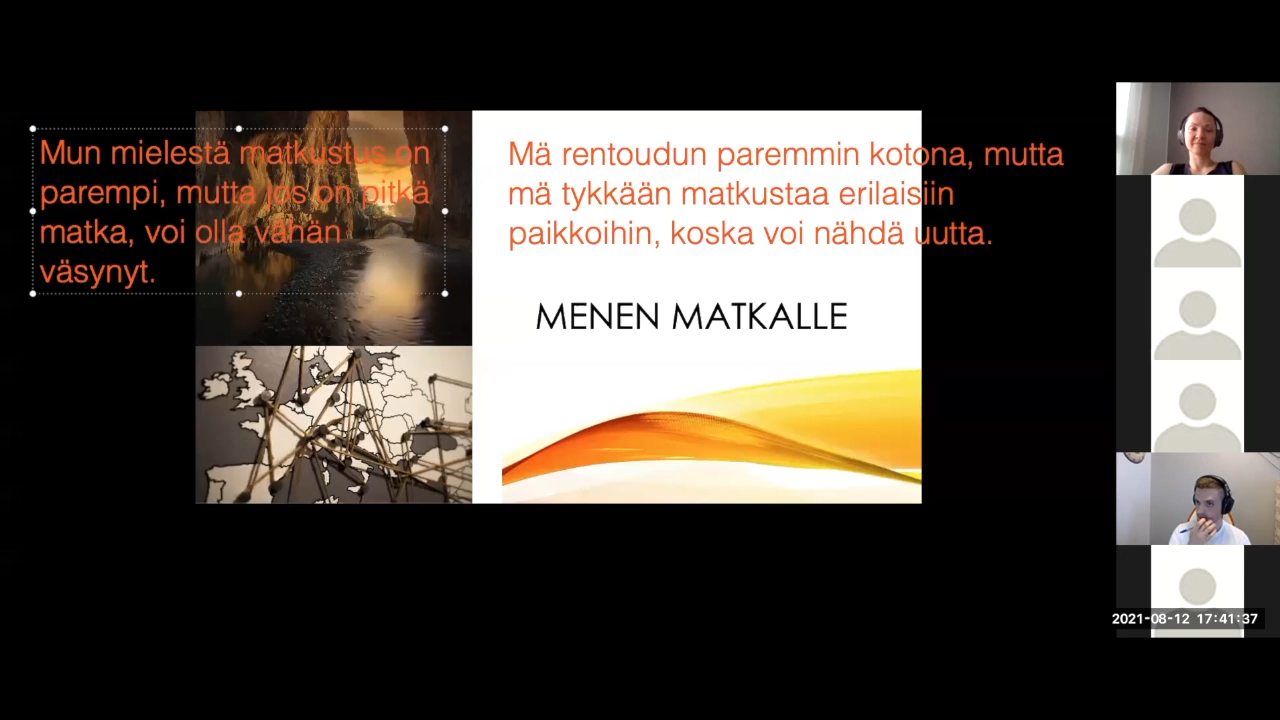 Mun mielestä matkustus on
parempi, mutta jos on pitkä
matka, voi olla vähän
väsynyt.
Mä rentoudun paremmin kotona, mutta
mä tykkään matkustaa erilaisiin
paikkoihin, koska voi nähdä uutta.
MENEN MATKALLE
2021-08-12 17:41:37